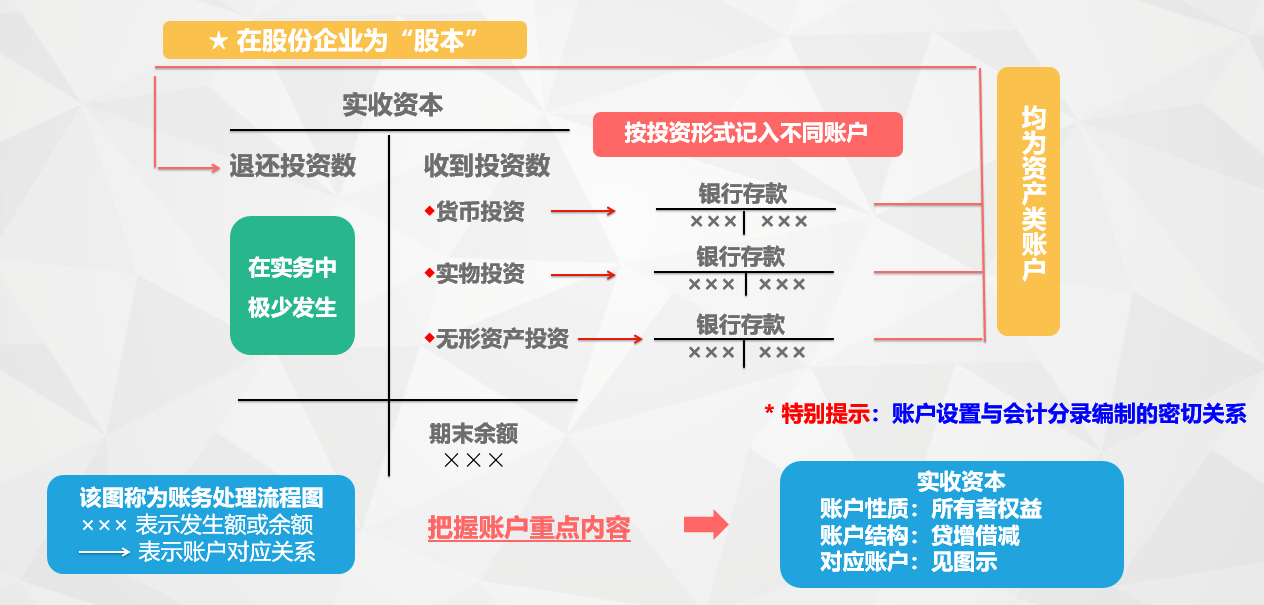 ★ 在股份企业为“股本”
实收资本
退还投资数
收到投资数
在实务中
极少发生
◆货币投资
◆实物投资
◆无形资产投资
按投资形式记入不同账户
银行存款
××× ×××
银行存款
××× ×××
银行存款
××× ×××
均为资产类账户
期末余额
×××
* 特别提示：账户设置与会计分录编制的密切关系
该图称为账务处理流程图
××× 表示发生额或余额
表示账户对应关系
把握账户重点内容
实收资本
账户性质：所有者权益
账户结构：贷增借减
对应账户：见图示